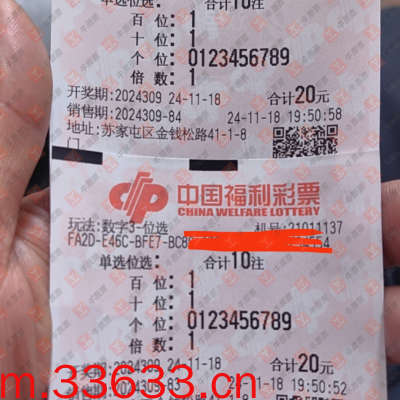 单选位选: 合计10注
百 位: 1
十 位: 1
个 位: 0123456789
倍 数: 1
开奖期:2024309 24-11-18 合计20元
销售期:2024309-84 24-11-18 19:50:58
地址: 苏家屯区金钱松路41-1-8
门
中国福利彩票
CHINA WELFARE LOTTERY
玩法: 数字3-位选 机号:21011137
FA2D-E46C-BFE7-BC8
单选位选: 合计10注
百 位: 1
十 位: 1
个 位: 0123456789
倍 数: 1
开奖期:2024309 24-11-18 合计20元
销售期:2024309-83 24-11-18 19:50:52
m.33633.cn